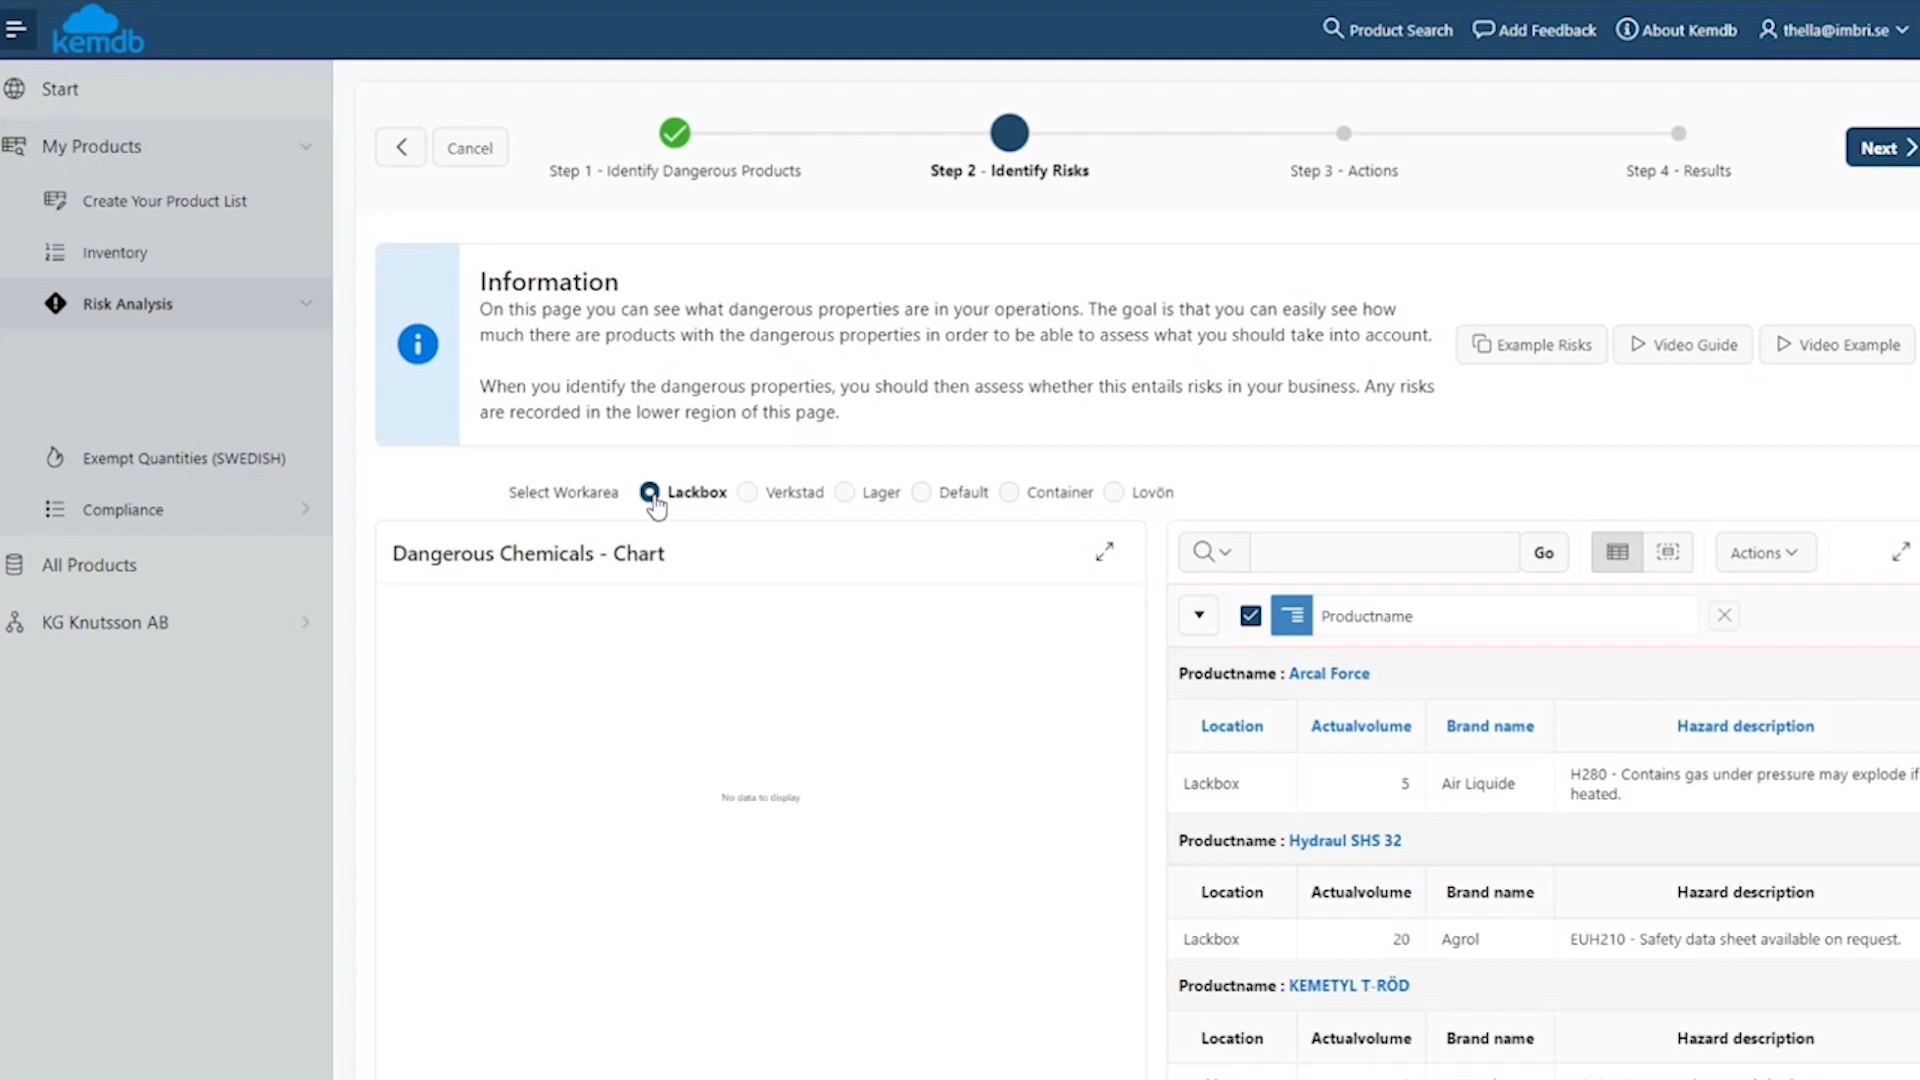 kemdb
Product Search
Add Feedback
About Kemdb
thella@imbri.se
Start
My Products
Create Your Product List
Inventory
Risk Analysis
Exempt Quantities (SWEDISH)
Compliance
All Products
KG Knutsson AB
Cancel
Step 1 - Identify Dangerous Products
Step 2 - Identify Risks
Step 3 - Actions
Step 4 - Results
Next
Information
On this page you can see what dangerous properties are in your operations. The goal is that you can easily see how
much there are products with the dangerous properties in order to be able to assess what you should take into account.
When you identify the dangerous properties, you should then assess whether this entails risks in your business. Any risks
are recorded in the lower region of this page.
Example Risks
Video Guide
Video Example
Select Workarea Lackbox Verkstad Lager Default Container Lovön
Dangerous Chemicals - Chart
No data to display
Go
Actions
Productname
Productname : Arcal Force
Location Actualvolume Brand name Hazard description
Lackbox 5 Air Liquide H280 - Contains gas under pressure may explode if
heated.
Productname : Hydraul SHS 32
Location Actualvolume Brand name Hazard description
Lackbox 20 Agrol EUH210 - Safety data sheet available on request.
Productname : KEMETYL T-RÖD
Location Actualvolume Brand name Hazard description